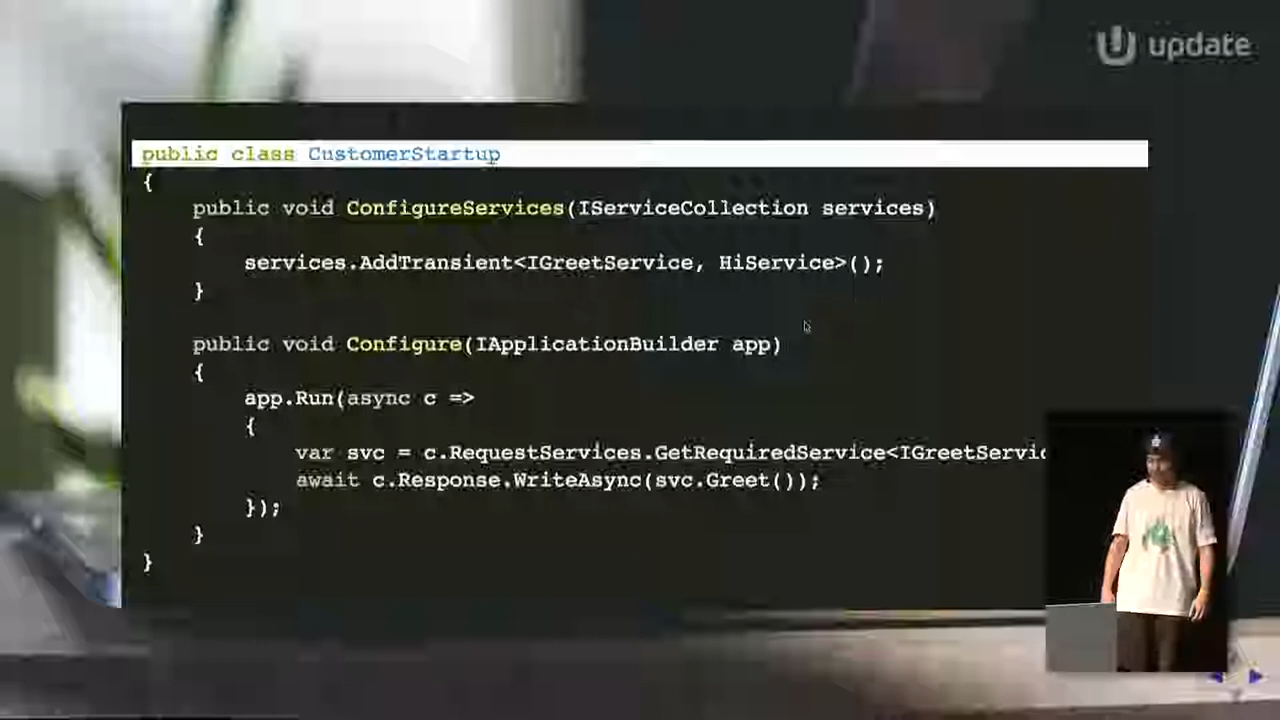 update
public class CustomerStartup
{
public void ConfigureServices(IServiceCollection services)
{
services.AddTransient<IGreetService, HiService>();
}
public void Configure(IApplicationBuilder app)
{
app.Run(async c =>
{
var svc = c.RequestServices.GetRequiredService<IGreetServic
await c.Response.WriteAsync(svc.Greet());
});
}
}